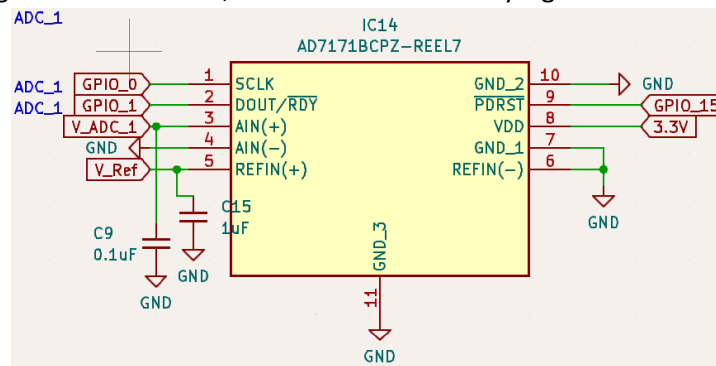 ADC_1
IC14
AD7171BCPZ-REEL7
ADC_1 GPIO_0 1 SCLK GND_2 10 GND
ADC_1 GPIO_1 2 DOUT/RDY PDRST 9 GPIO_15
V_ADC_1 3 AIN(+) VDD 8 3.3V
GND 4 AIN(-) GND_1 7
V_Ref 5 REFIN(+) REFIN(-) 6
C15
1uF
GND
C9
0.1uF
GND
GND
GND_3
11
GND